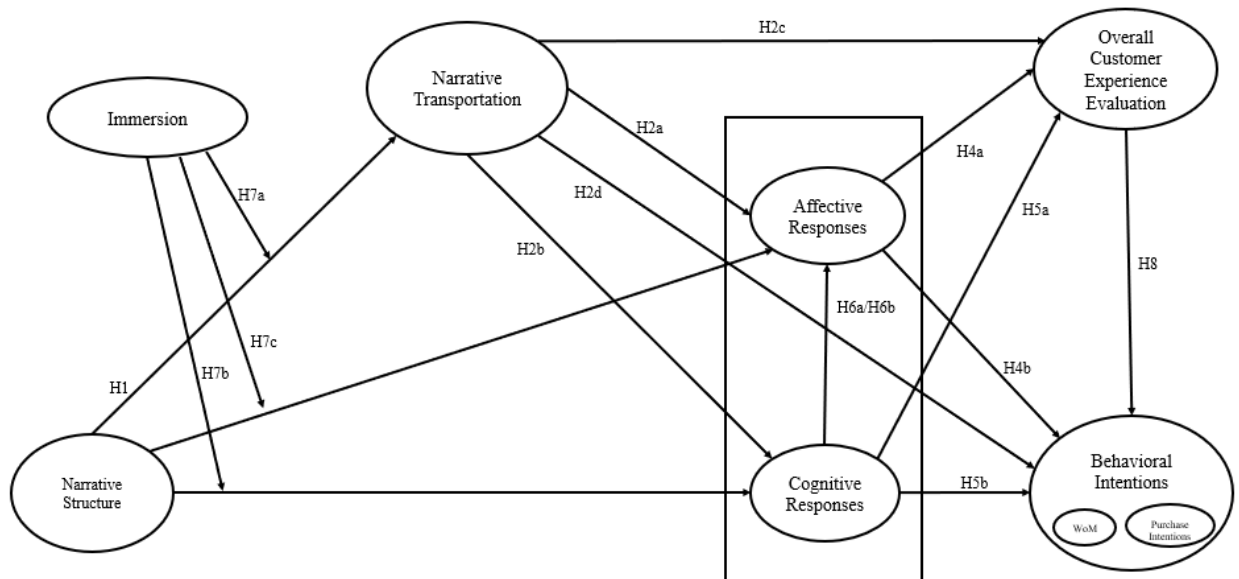 H2c
Overall
Customer
Experience
Evaluation
Narrative
Transportation
Immersion
H2a
H4a
H7a
H2d
Affective
Responses
H5a
H2b
H8
H6a/H6b
H7c
H7b
H4b
H1
Narrative
Structure
Cognitive
Responses
H5b
Behavioral
Intentions
WoM
Purchase
Intentions